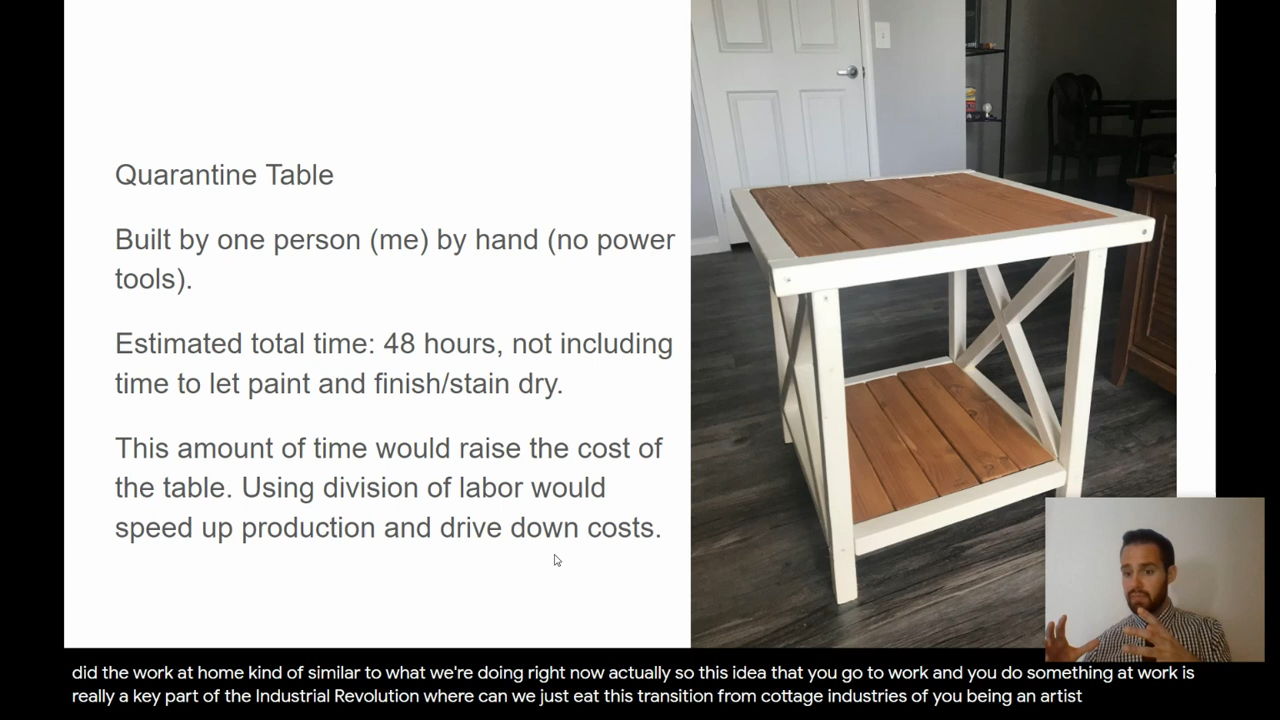 Quarantine Table
Built by one person (me) by hand (no power
tools).
Estimated total time: 48 hours, not including
time to let paint and finish/stain dry.
This amount of time would raise the cost of
the table. Using division of labor would
speed up production and drive down costs.
did the work at home kind of similar to what we're doing right now actually so this idea that you go to work and you do something at work is
really a key part of the Industrial Revolution where can we just eat this transition from cottage industries of you being an artist